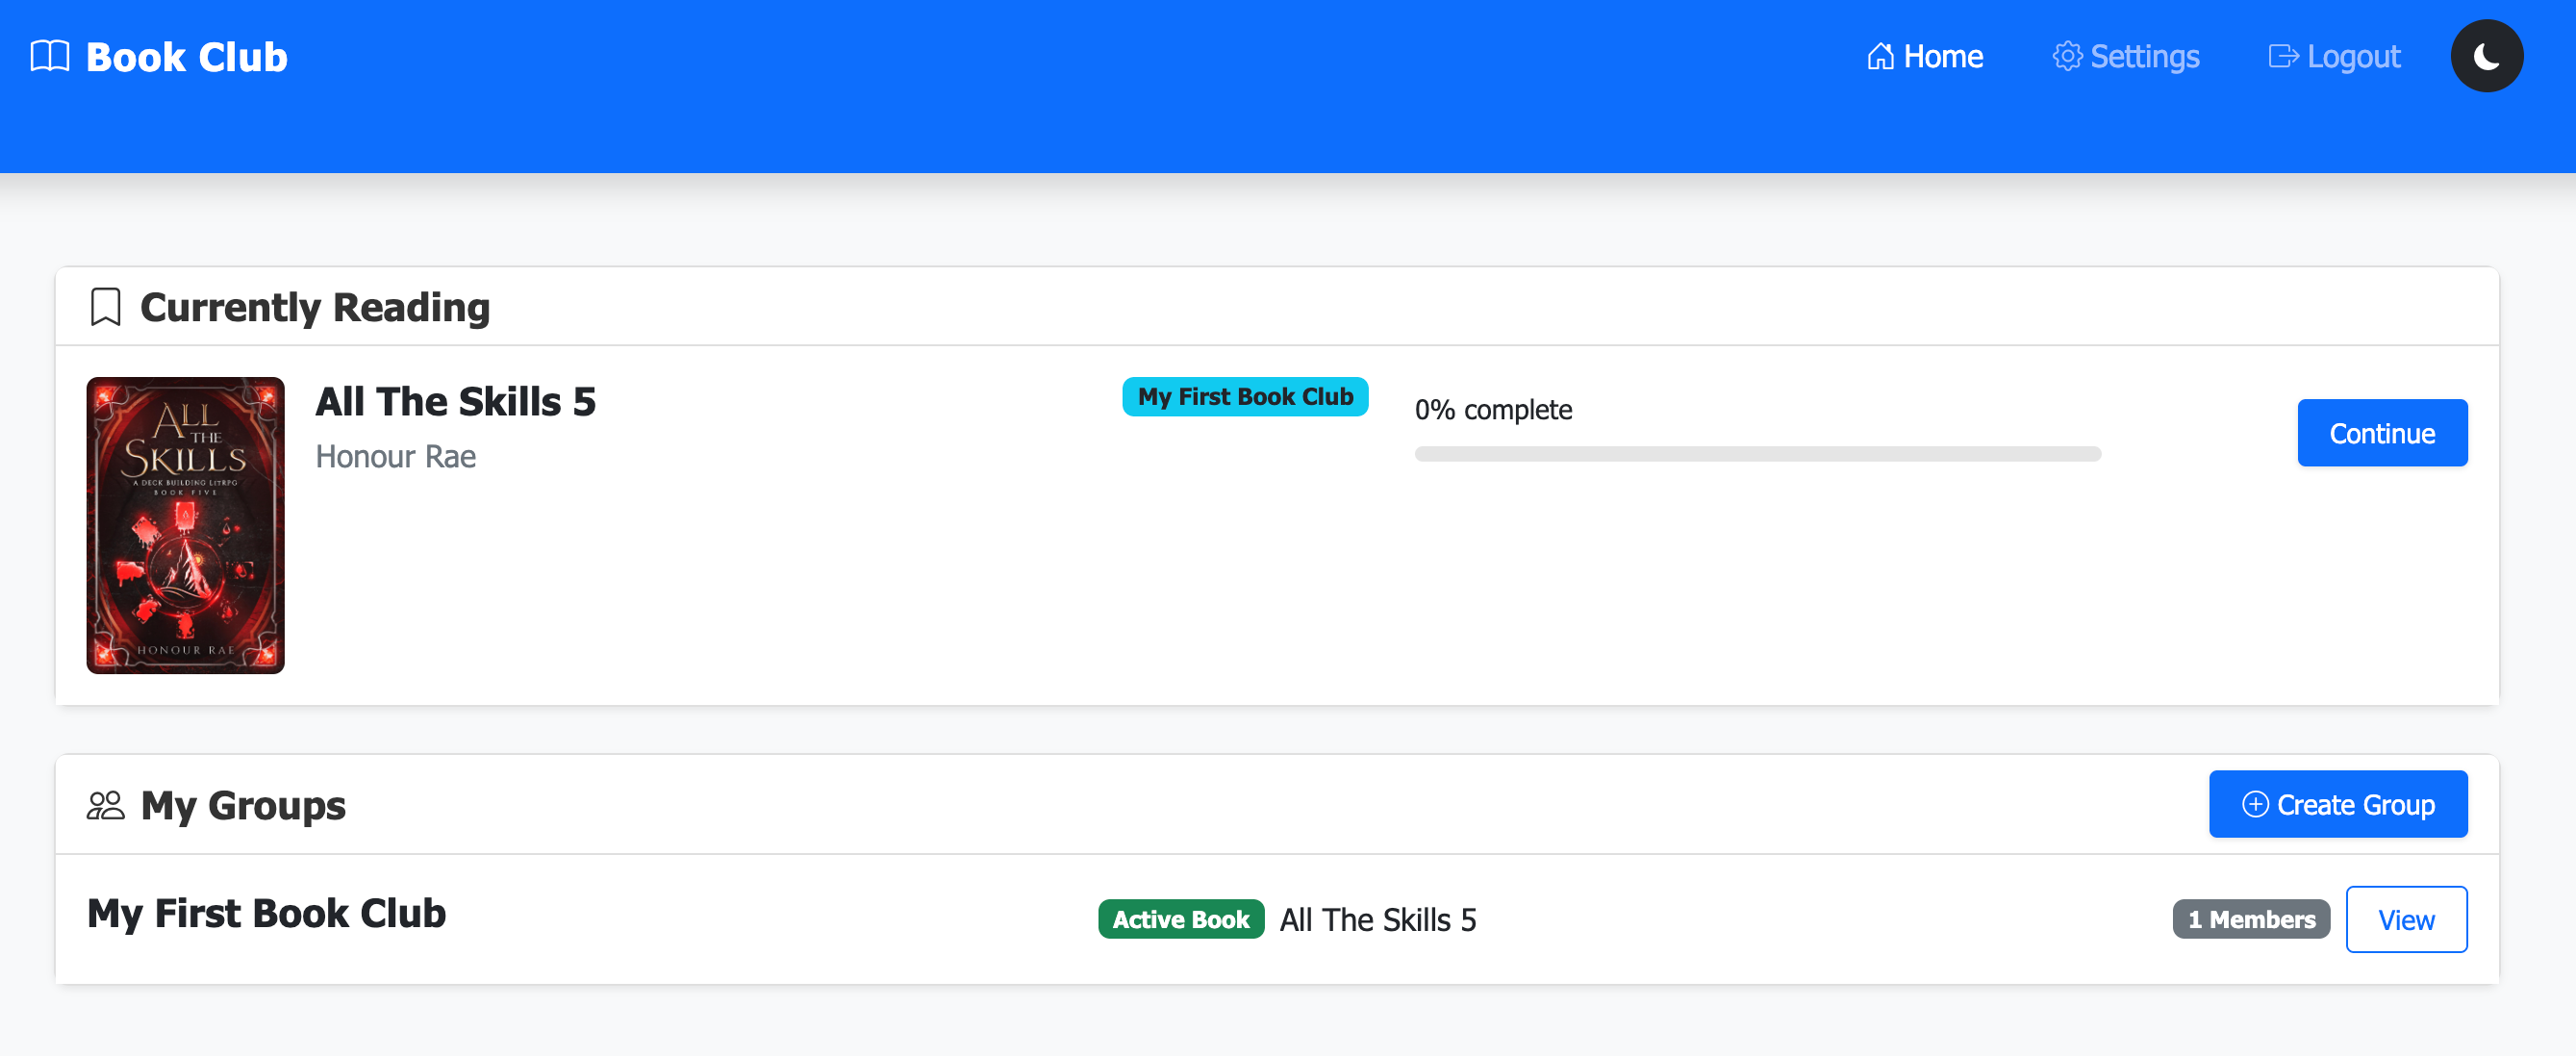 Book Club
Home
Settings
Logout
Currently Reading
ALL
THE
SKILLS
A DECK BUILDING LITRPG
BOOK FIVE
HONOUR RAE
All The Skills 5
Honour Rae
My First Book Club
0% complete
Continue
My Groups
Create Group
My First Book Club
Active Book All The Skills 5
1 Members
View